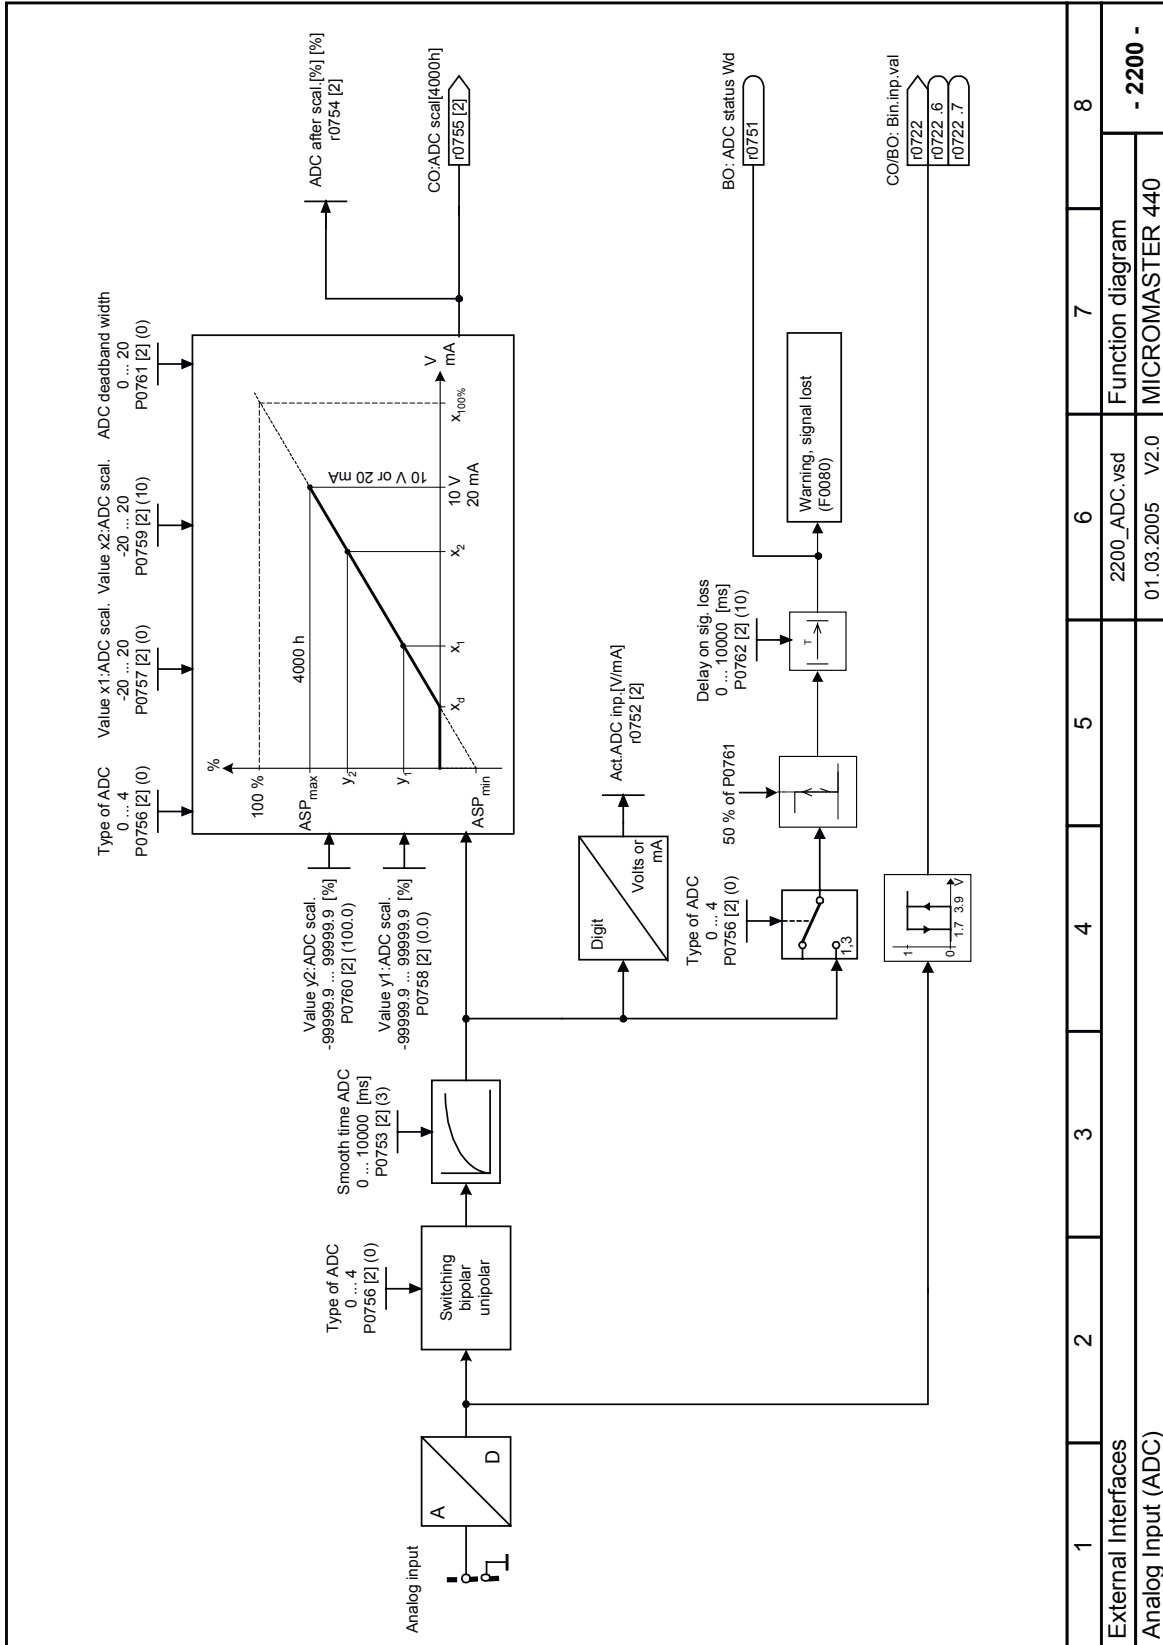 Analog input
A
D
Type of ADC
0 ... 4
P0756 [2] (0)
Switching
bipolar
unipolar
Smooth time ADC
0 ... 10000 [ms]
P0753 [2] (3)
Value y2:ADC scal.
-99999.9 ... 99999.9 [%]
P0760 [2] (100.0)
Value y1:ADC scal.
-99999.9 ... 99999.9 [%]
P0758 [2] (0.0)
Type of ADC
0 ... 4
P0756 [2] (0)
Value x1:ADC scal.
-20 ... 20
P0757 [2] (0)
Value x2:ADC scal.
-20 ... 20
P0759 [2] (10)
ADC deadband width
0 ... 20
P0761 [2] (0)
%
100 %
ASPmax
y2
y1
ASPmin
4000 h
xd
x1
x2
10 V or 20 mA
10 V
20 mA
x100%
V
mA
ADC after scal.[%] [%]
r0754 [2]
CO:ADC scal[4000h]
r0755 [2]
Digit
Volts or
mA
Act.ADC inp.[V/mA]
r0752 [2]
Type of ADC
0 ... 4
P0756 [2] (0)
1,3
50 % of P0761
Delay on sig. loss
0 ... 10000 [ms]
P0762 [2] (10)
T
Warning, signal lost
(F0080)
BO: ADC status Wd
r0751
1
0
1.7 3.9 V
CO/BO: Bin.inp.val
r0722
r0722 .6
r0722 .7
1 2 3 4 5 6 7 8
External Interfaces
2200_ADC.vsd
Function diagram
- 2200 -
Analog Input (ADC)
01.03.2005 V2.0
MICROMASTER 440